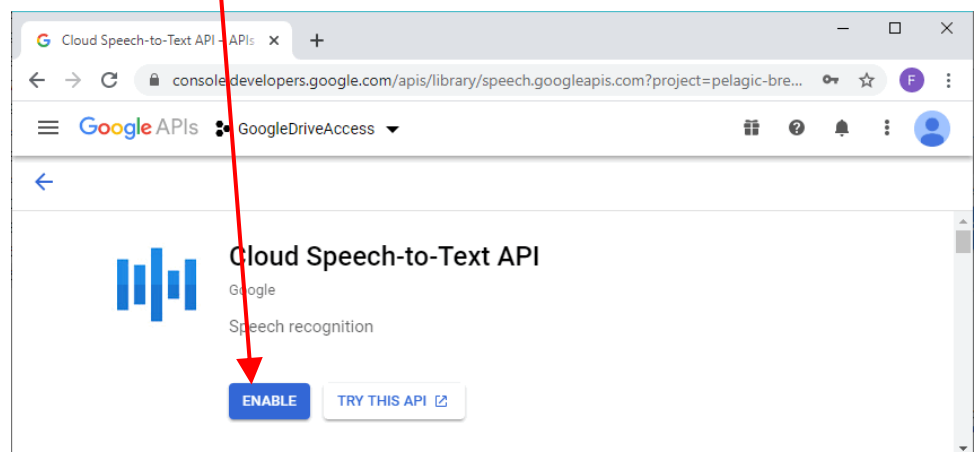 Cloud Speech-to-Text API - APIs
console.developers.google.com/apis/library/speech.googleapis.com?project=pelagic-bre... F
Google APIs GoogleDriveAccess
Cloud Speech-to-Text API
Google
Speech recognition
ENABLE TRY THIS API